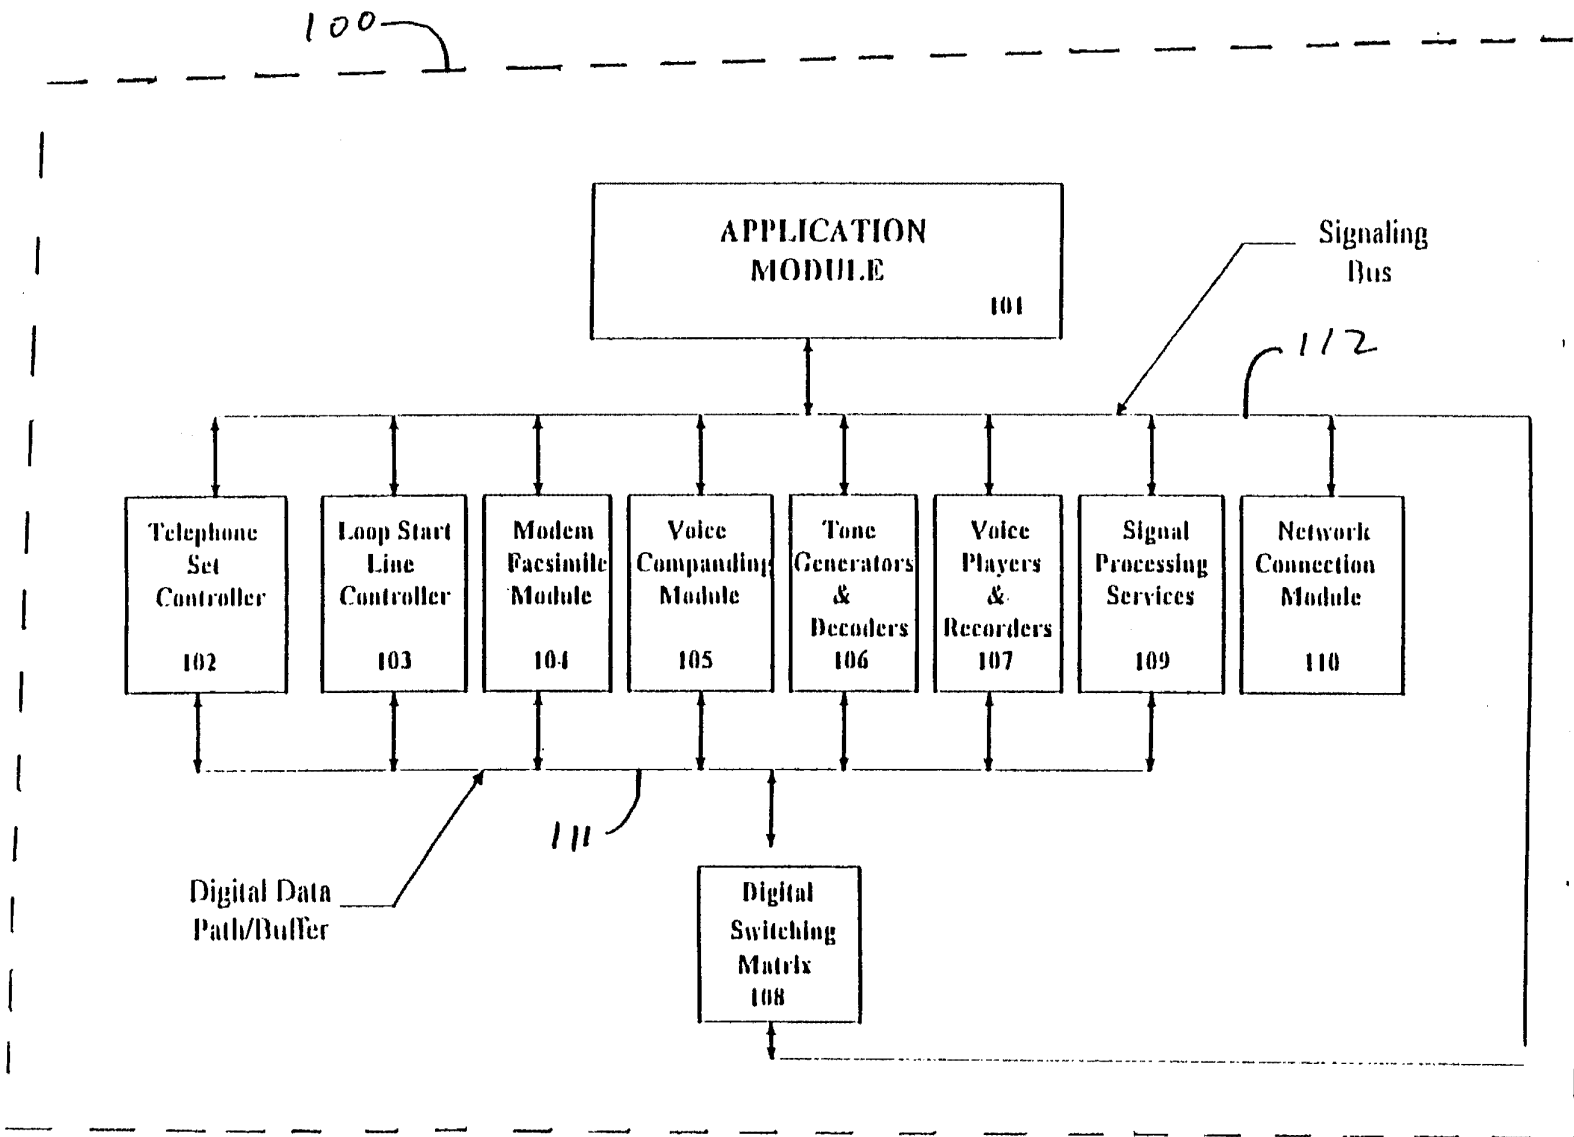 100
APPLICATION
MODULE
101
Signaling
Bus
112
Telephone
Set
Controller
102
Loop Start
Line
Controller
103
Modem
Facsimile
Module
104
Voice
Companding
Module
105
Tone
Generators
&
Decoders
106
Voice
Players
&
Recorders
107
Signal
Processing
Services
109
Network
Connection
Module
110
111
Digital Data
Path/Buffer
Digital
Switching
Matrix
108